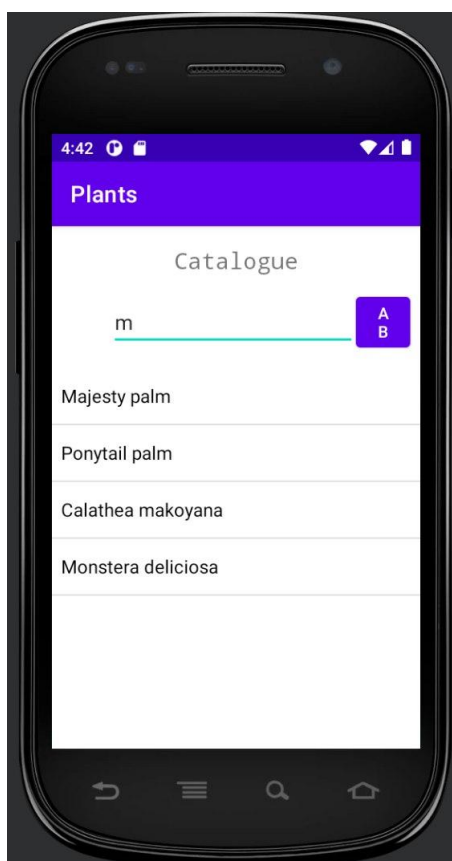 4:42
Plants
Catalogue
m
A
B
Majesty palm
Ponytail palm
Calathea makoyana
Monstera deliciosa